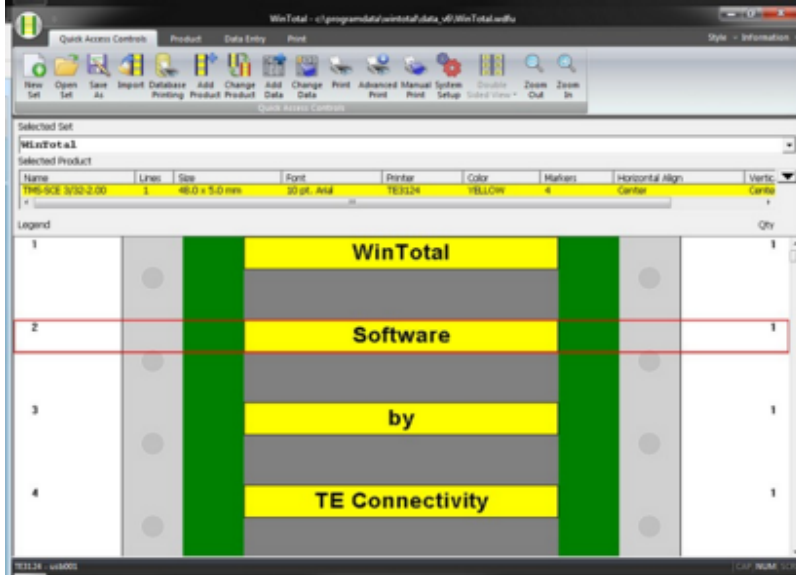 WinTotal - c:\programdata\wintotal\data_v6\WinTotal.wdfu
Quick Access Controls Product Data Entry Print Style Information
New Set Open Set Save As Import Database Printing Add Product Change Product Add Data Change Data Print Advanced Print Manual Print System Setup Double Sided View Zoom Out Zoom In
Quick Access Controls
Selected Set
WinTotal
Selected Product
Name Lines Size Font Printer Color Markers Horizontal Align Vertic
TMS-SCE 3/32-2.00 1 48.0 x 5.0 mm 10 pt. Arial TE3124 YELLOW 4 Center Cente
Legend Qty
1 WinTotal 1
2 Software 1
3 by 1
4 TE Connectivity 1
TE3124 - usb001 CAP NUM SCR